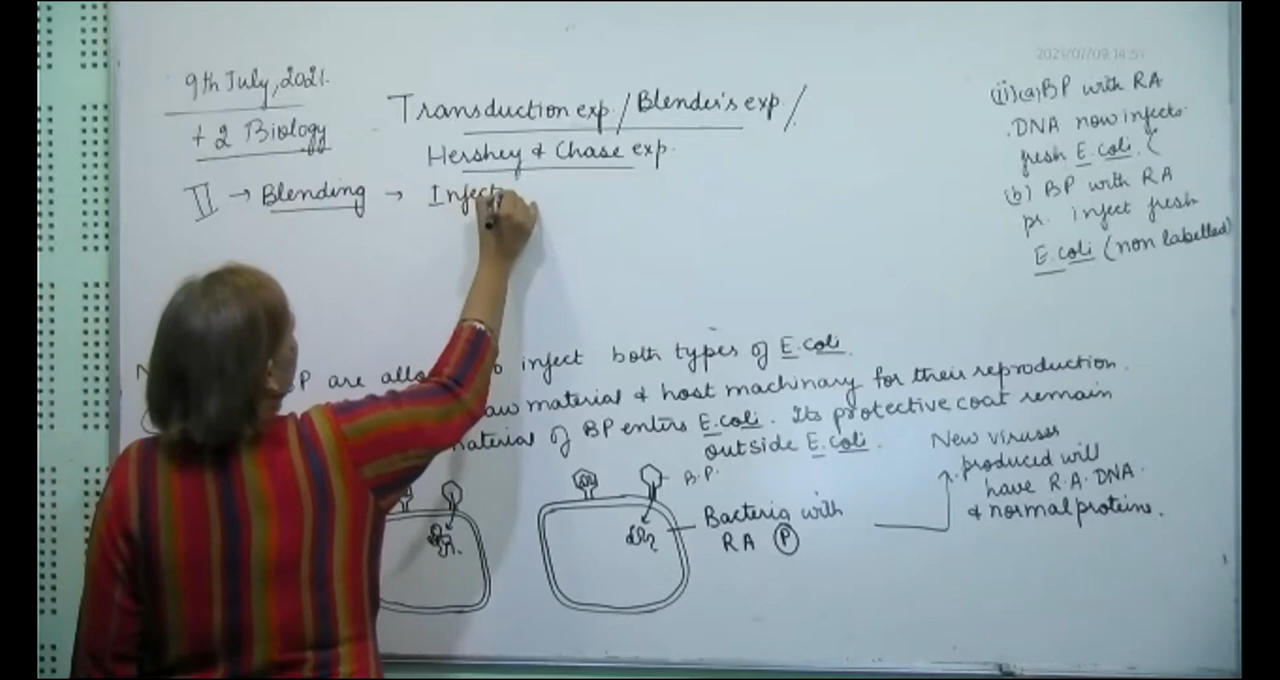 2021/07/09 14:51
9th July, 2021.
+ 2 Biology
Transduction exp./Blender's exp./
Hershey & Chase exp.
II → Blending → Infect
(ii)(a) BP with RA
DNA now infects
fresh E.coli. (
(b) BP with RA
pr. infect fresh
E.coli (non labelled)
P are allo
infect both types of E.coli.
aw material & host machinary for their reproduction.
material of BP enters E.coli. Its protective coat remain
outside E.coli.
New viruses
produced will
have R.A. DNA
& normal proteins.
B.P.
Bacteria with
RA P